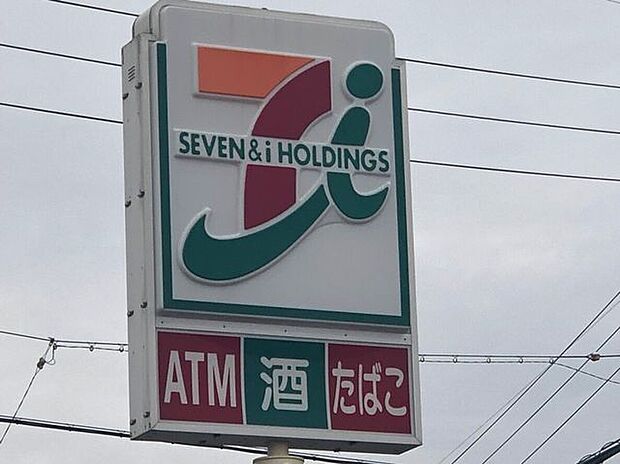 SEVEN & i HOLDINGS
ATM 酒 たばこ